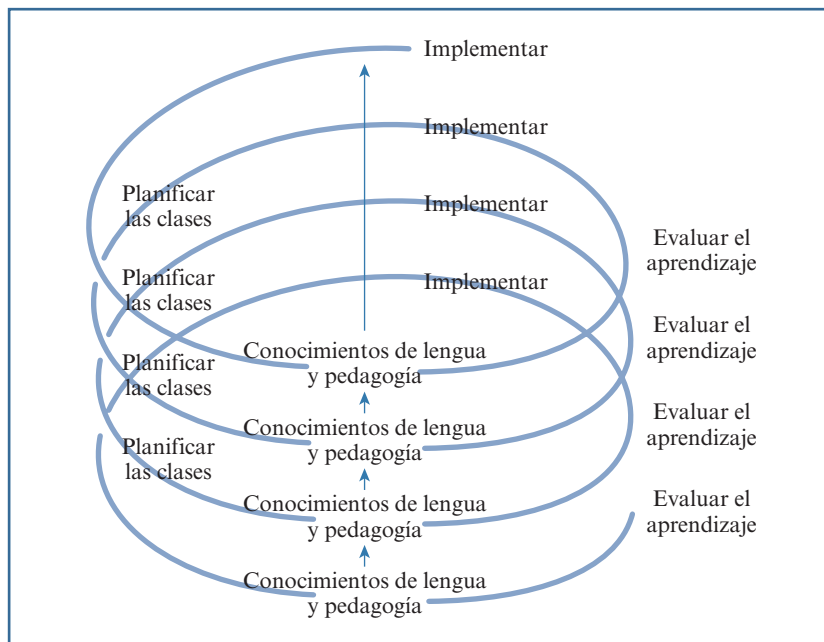 Implementar
Implementar
Planificar
las clases
Implementar
Evaluar el
aprendizaje
Planificar
las clases
Implementar
Evaluar el
aprendizaje
Conocimientos de lengua
y pedagogía
Planificar
las clases
Evaluar el
aprendizaje
Conocimientos de lengua
y pedagogía
Planificar
las clases
Evaluar el
aprendizaje
Conocimientos de lengua
y pedagogía
Conocimientos de lengua
y pedagogía